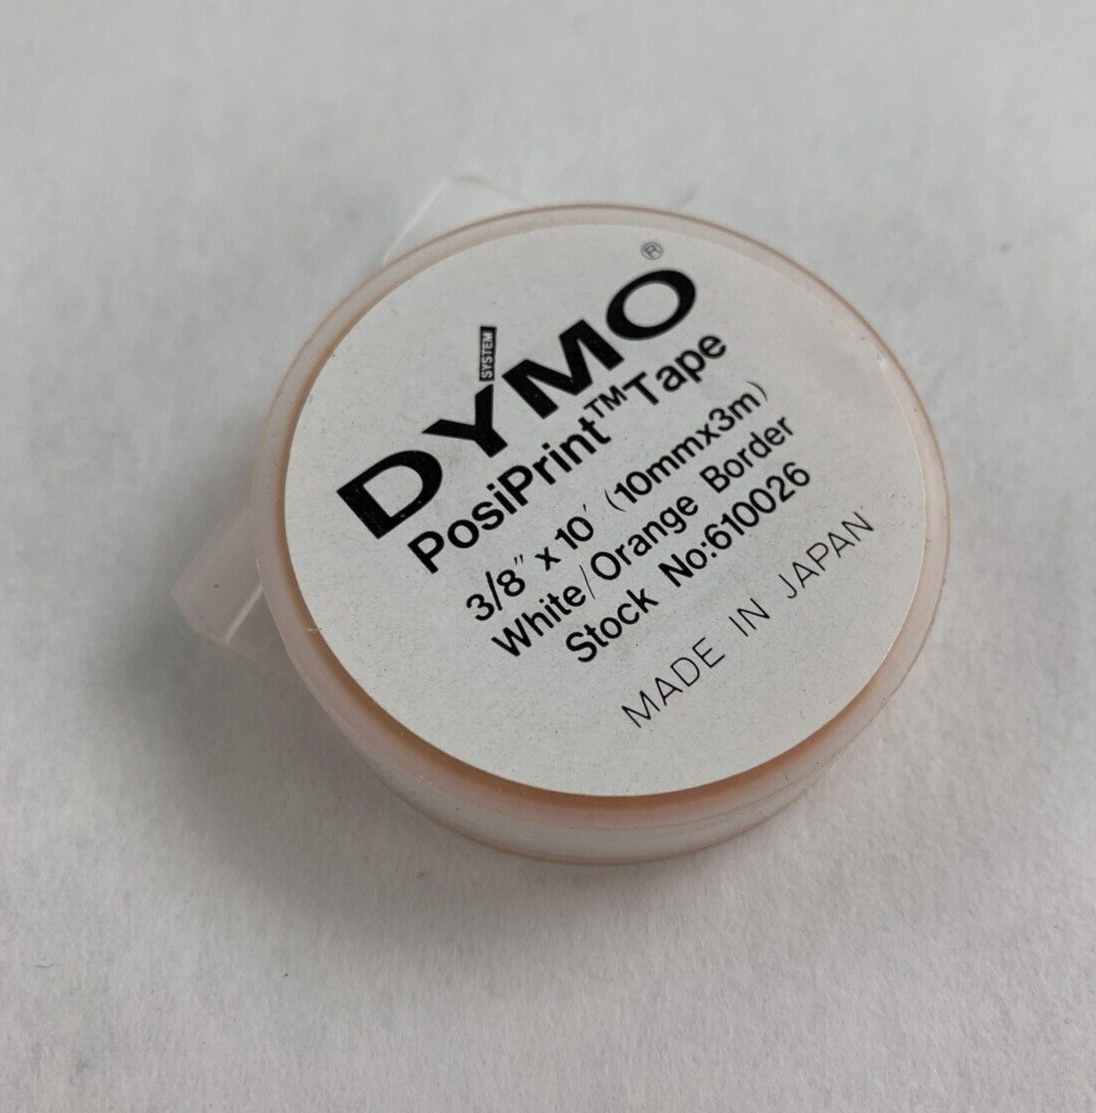 DYMO®
SYSTEM
PosiPrint™Tape
3/8" x 10' (10mmx3m)
White/Orange Border
Stock No:610026
MADE IN JAPAN